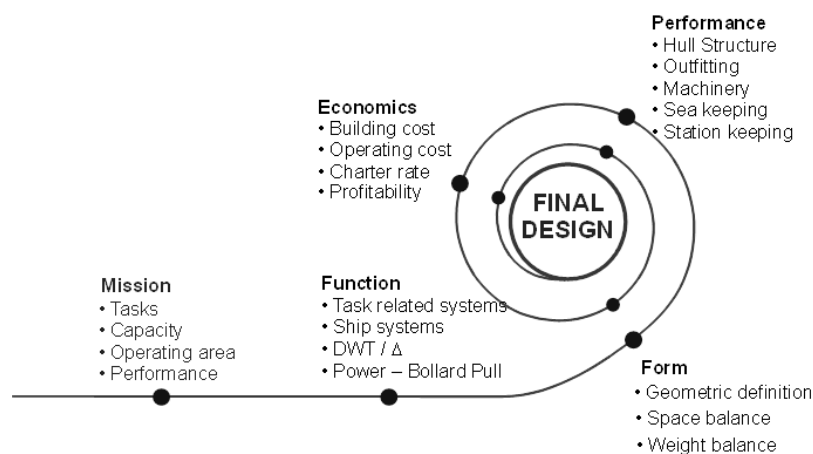 Mission
• Tasks
• Capacity
• Operating area
• Performance
Function
• Task related systems
• Ship systems
• DWT / Δ
• Power – Bollard Pull
Form
• Geometric definition
• Space balance
• Weight balance
Performance
• Hull Structure
• Outfitting
• Machinery
• Sea keeping
• Station keeping
Economics
• Building cost
• Operating cost
• Charter rate
• Profitability
FINAL
DESIGN